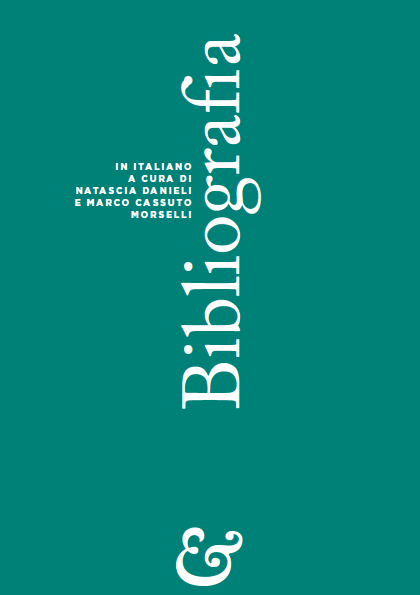 IN ITALIANO
A CURA DI
NATASCIA DANIELI
E MARCO CASSUTO
MORSELLI
Bibliografia
&